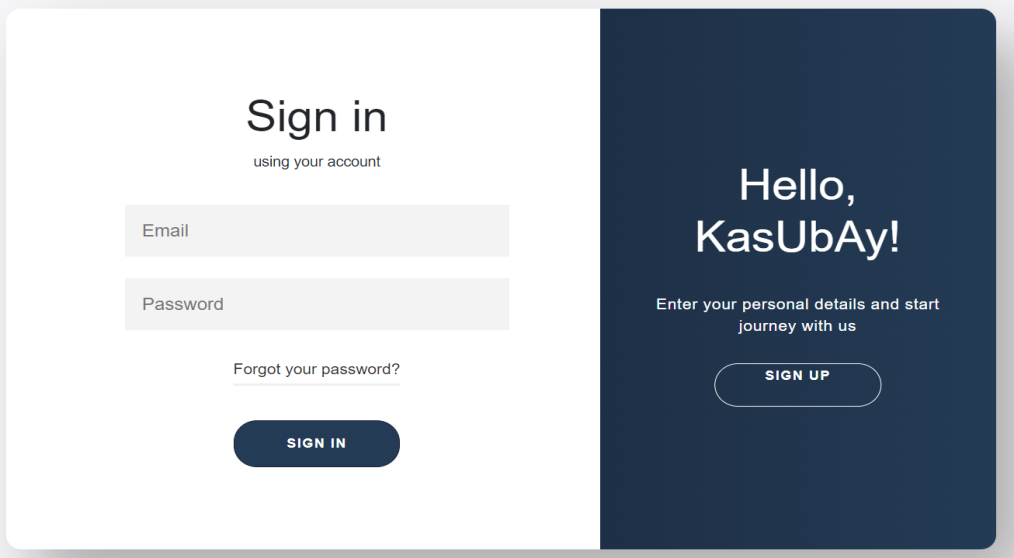 Sign in
using your account
Email
Password
Forgot your password?
SIGN IN
Hello,
KasUbAy!
Enter your personal details and start
journey with us
SIGN UP